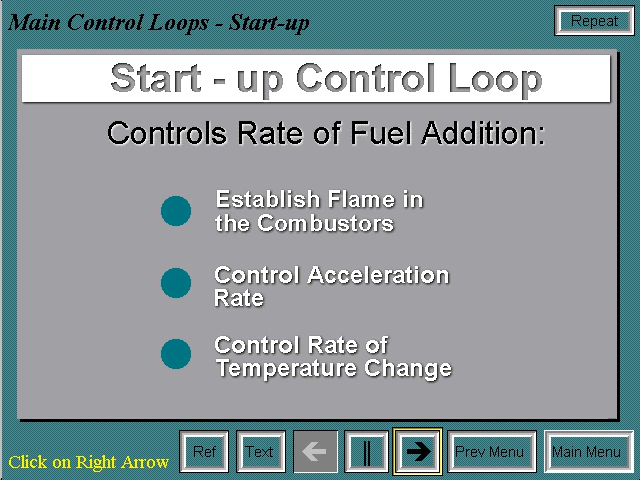 Main Control Loops - Start-up
Repeat
Start - up Control Loop
Controls Rate of Fuel Addition:
Establish Flame in
the Combustors
Control Acceleration
Rate
Control Rate of
Temperature Change
Click on Right Arrow
Ref
Text
Prev Menu
Main Menu